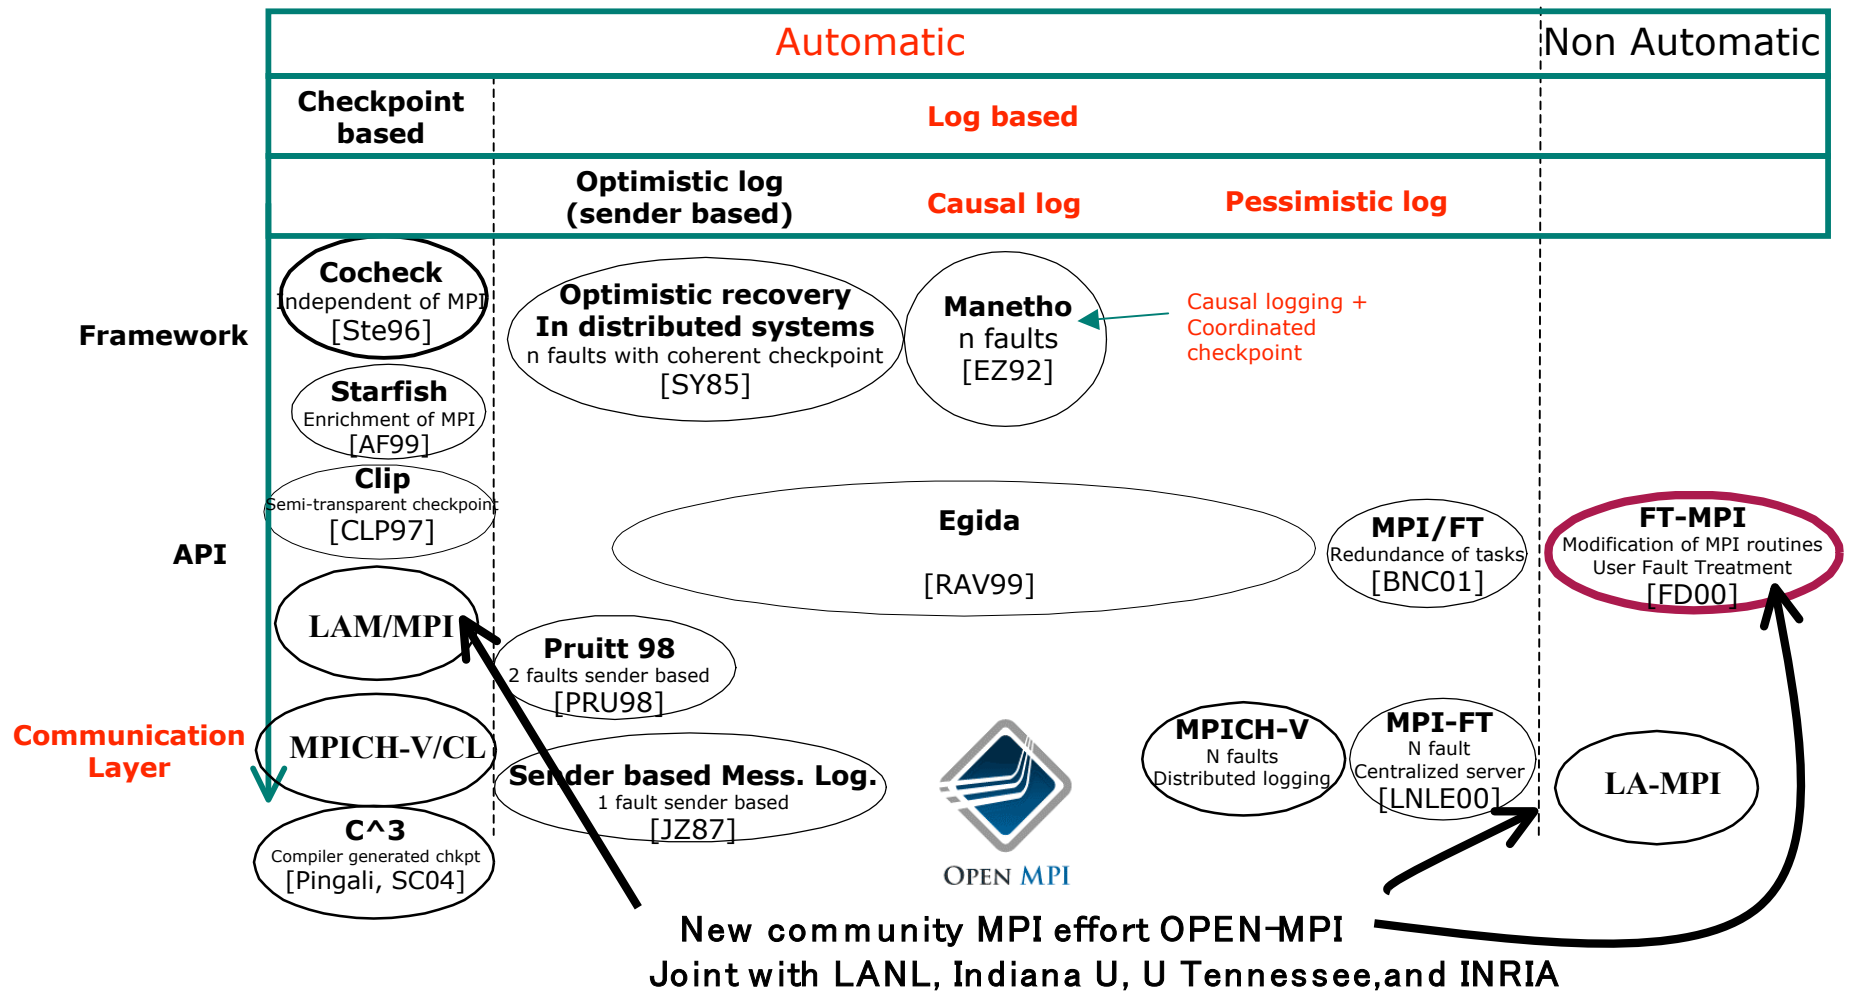 Automatic
Non Automatic
Checkpoint
based
Log based
Optimistic log
(sender based)
Causal log
Pessimistic log
Framework
Cocheck
Independent of MPI
[Ste96]
Optimistic recovery
In distributed systems
n faults with coherent checkpoint
[SY85]
Manetho
n faults
[EZ92]
Causal logging +
Coordinated
checkpoint
Starfish
Enrichment of MPI
[AF99]
API
Clip
Semi-transparent checkpoint
[CLP97]
Egida
[RAV99]
MPI/FT
Redundance of tasks
[BNC01]
FT-MPI
Modification of MPI routines
User Fault Treatment
[FD00]
LAM/MPI
Pruitt 98
2 faults sender based
[PRU98]
Communication
Layer
MPICH-V/CL
Sender based Mess. Log.
1 fault sender based
[JZ87]
OPEN MPI
MPICH-V
N faults
Distributed logging
MPI-FT
N fault
Centralized server
[LNLE00]
LA-MPI
C^3
Compiler generated chkpt
[Pingali, SC04]
New community MPI effort OPEN-MPI
Joint with LANL, Indiana U, U Tennessee,and INRIA